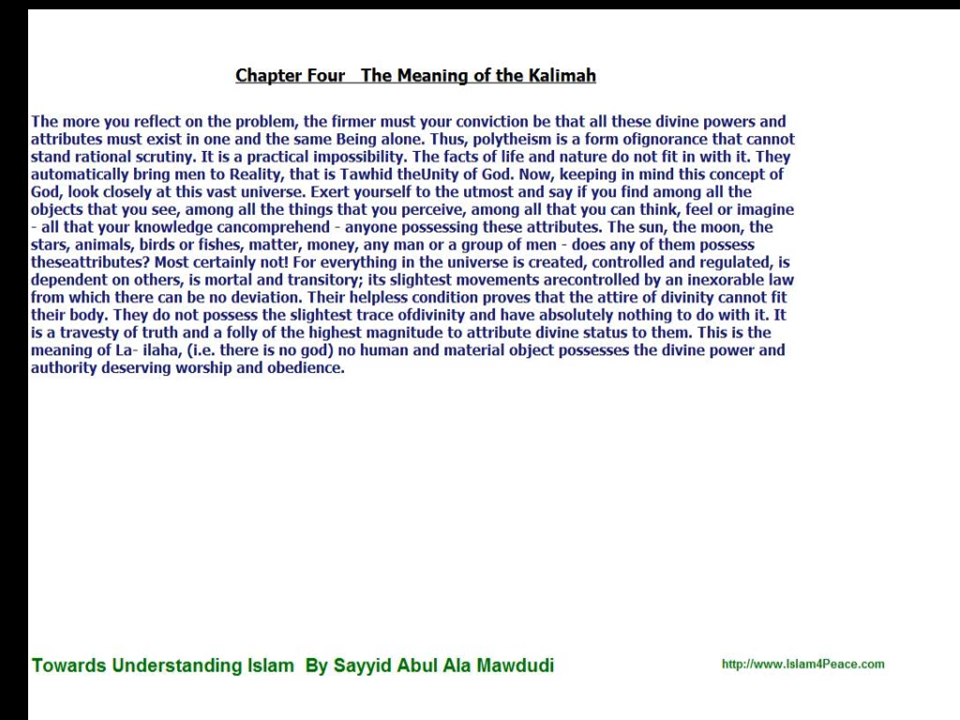 Chapter Four   The Meaning of the Kalimah
The more you reflect on the problem, the firmer must your conviction be that all these divine powers and
attributes must exist in one and the same Being alone. Thus, polytheism is a form ofignorance that cannot
stand rational scrutiny. It is a practical impossibility. The facts of life and nature do not fit in with it. They
automatically bring men to Reality, that is Tawhid theUnity of God. Now, keeping in mind this concept of
God, look closely at this vast universe. Exert yourself to the utmost and say if you find among all the
objects that you see, among all the things that you perceive, among all that you can think, feel or imagine
- all that your knowledge cancomprehend - anyone possessing these attributes. The sun, the moon, the
stars, animals, birds or fishes, matter, money, any man or a group of men - does any of them possess
theseattributes? Most certainly not! For everything in the universe is created, controlled and regulated, is
dependent on others, is mortal and transitory; its slightest movements arecontrolled by an inexorable law
from which there can be no deviation. Their helpless condition proves that the attire of divinity cannot fit
their body. They do not possess the slightest trace ofdivinity and have absolutely nothing to do with it. It
is a travesty of truth and a folly of the highest magnitude to attribute divine status to them. This is the
meaning of La- ilaha, (i.e. there is no god) no human and material object possesses the divine power and
authority deserving worship and obedience.
Towards Understanding Islam  By Sayyid Abul Ala Mawdudi
http://www.Islam4Peace.com